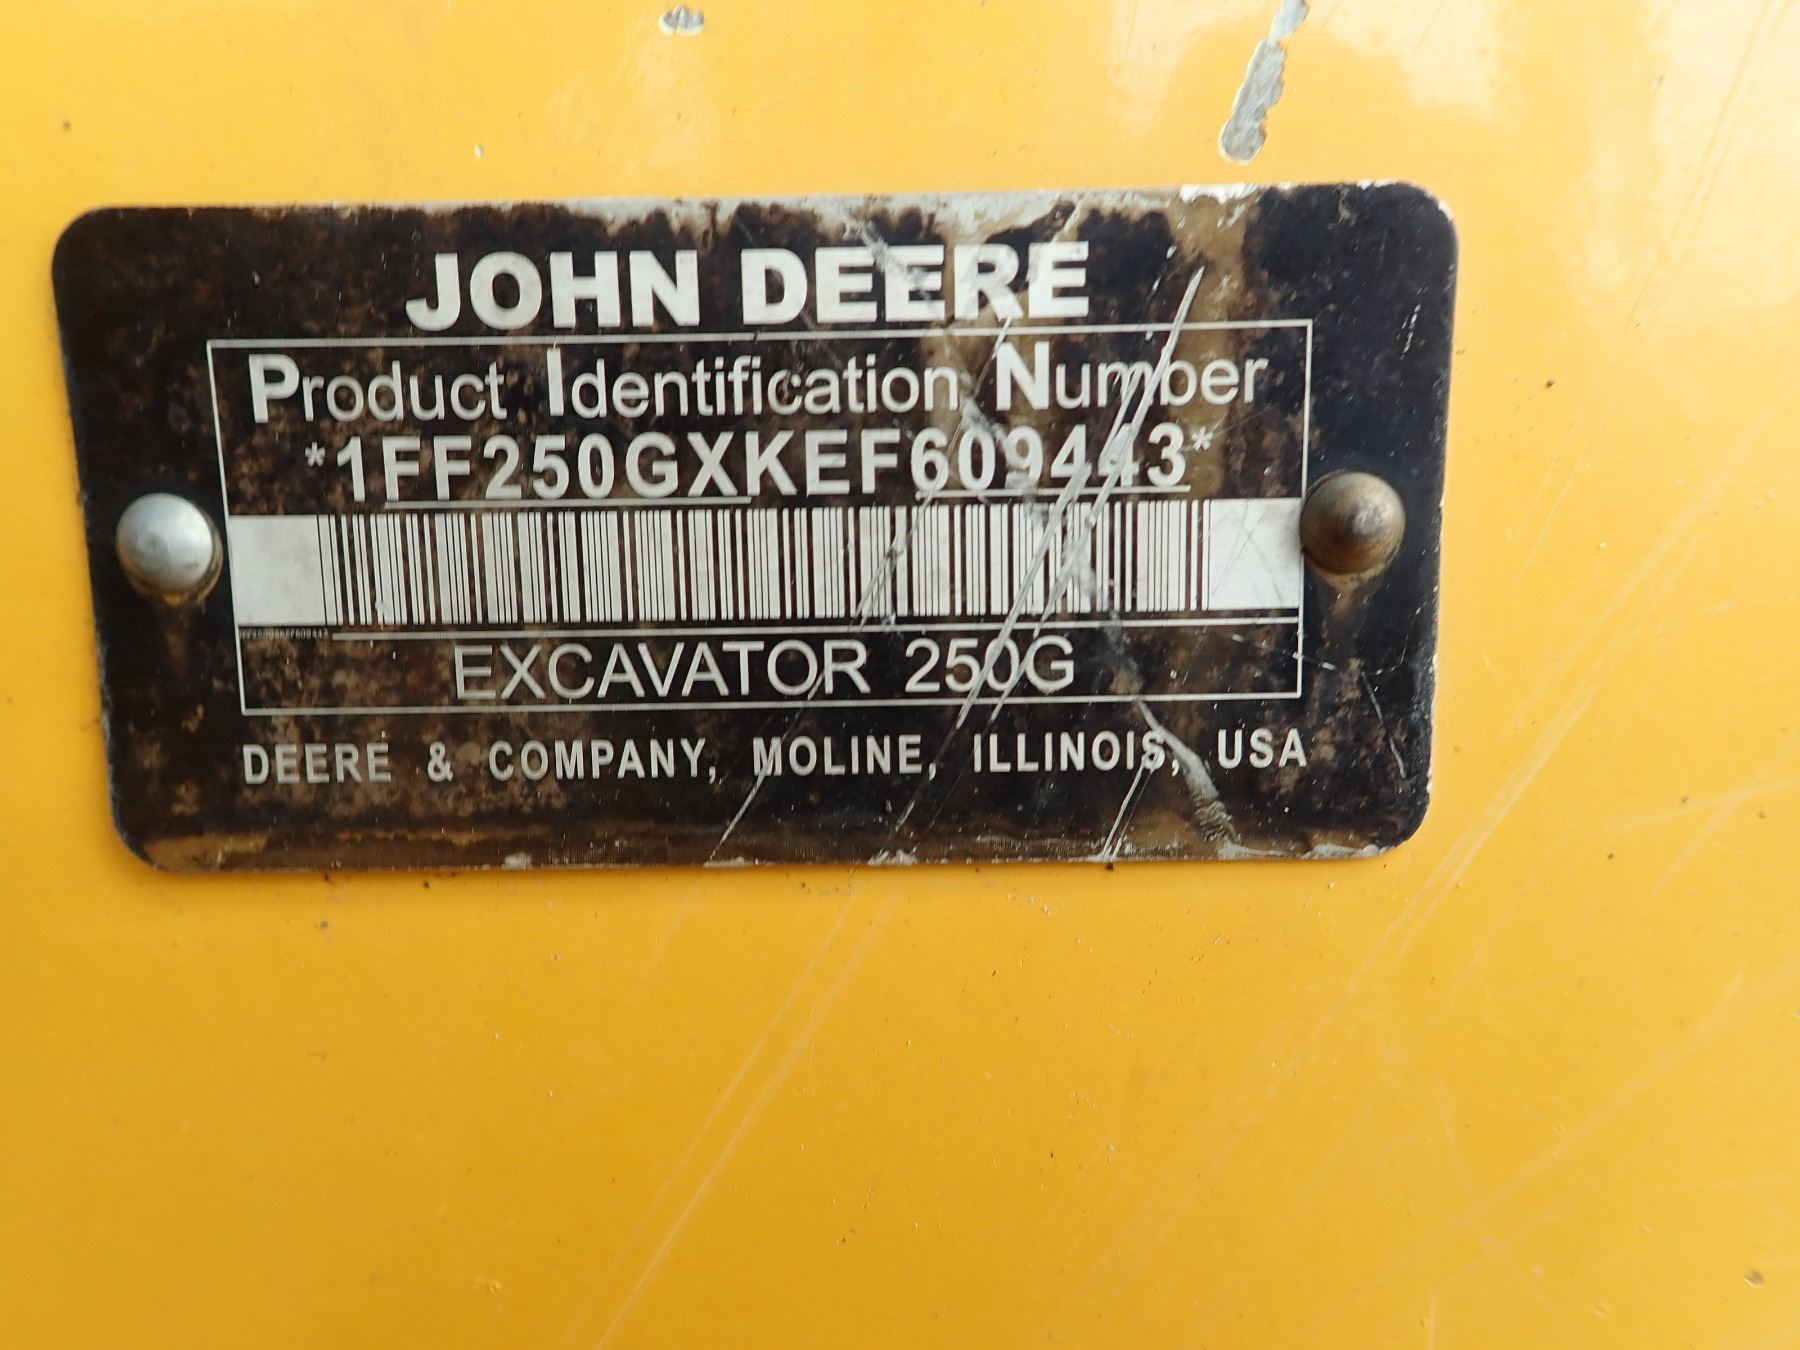 JOHN DEERE
Product Identification Number
*1FF250GXKEF609443*
EXCAVATOR 250G
DEERE & COMPANY, MOLINE, ILLINOIS, USA